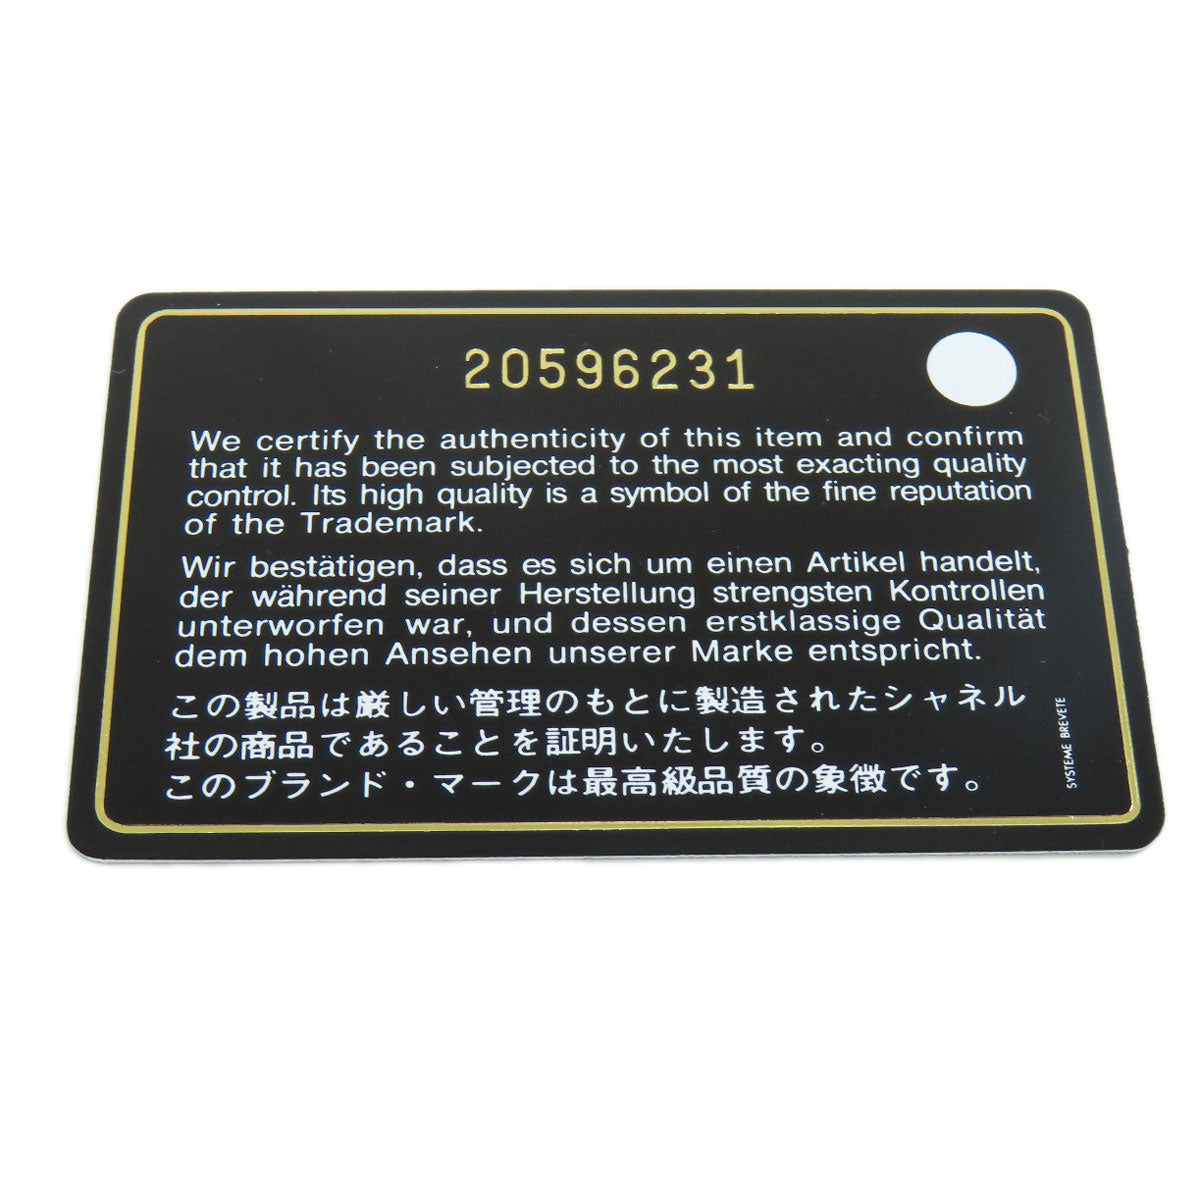 20596231
We certify the authenticity of this item and confirm
that it has been subjected to the most exacting quality
control. Its high quality is a symbol of the fine reputation
of the Trademark.
Wir bestätigen, dass es sich um einen Artikel handelt,
der während seiner Herstellung strengsten Kontrollen
unterworfen war, und dessen erstklassige Qualität
dem hohen Ansehen unserer Marke entspricht.
この製品は厳しい管理のもとに製造されたシャネル
社の商品であることを証明いたします。
このブランド・マークは最高級品質の象徴です。
SYSTEME BREVETE